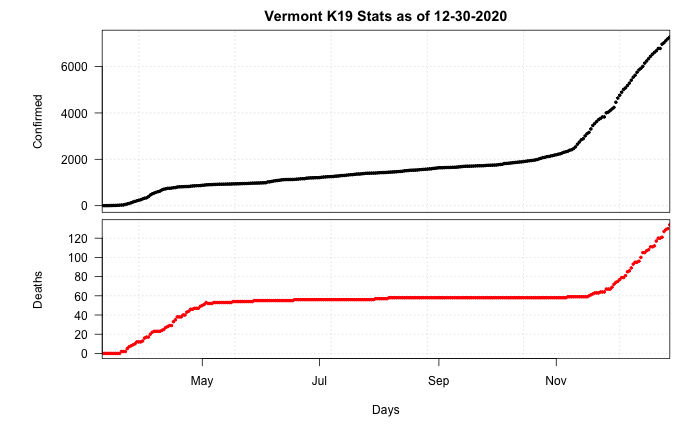 Vermont K19 Stats as of 12-30-2020
Confirmed
6000
4000
2000
0
Deaths
120
100
80
60
40
20
0
May Jul Sep Nov
Days